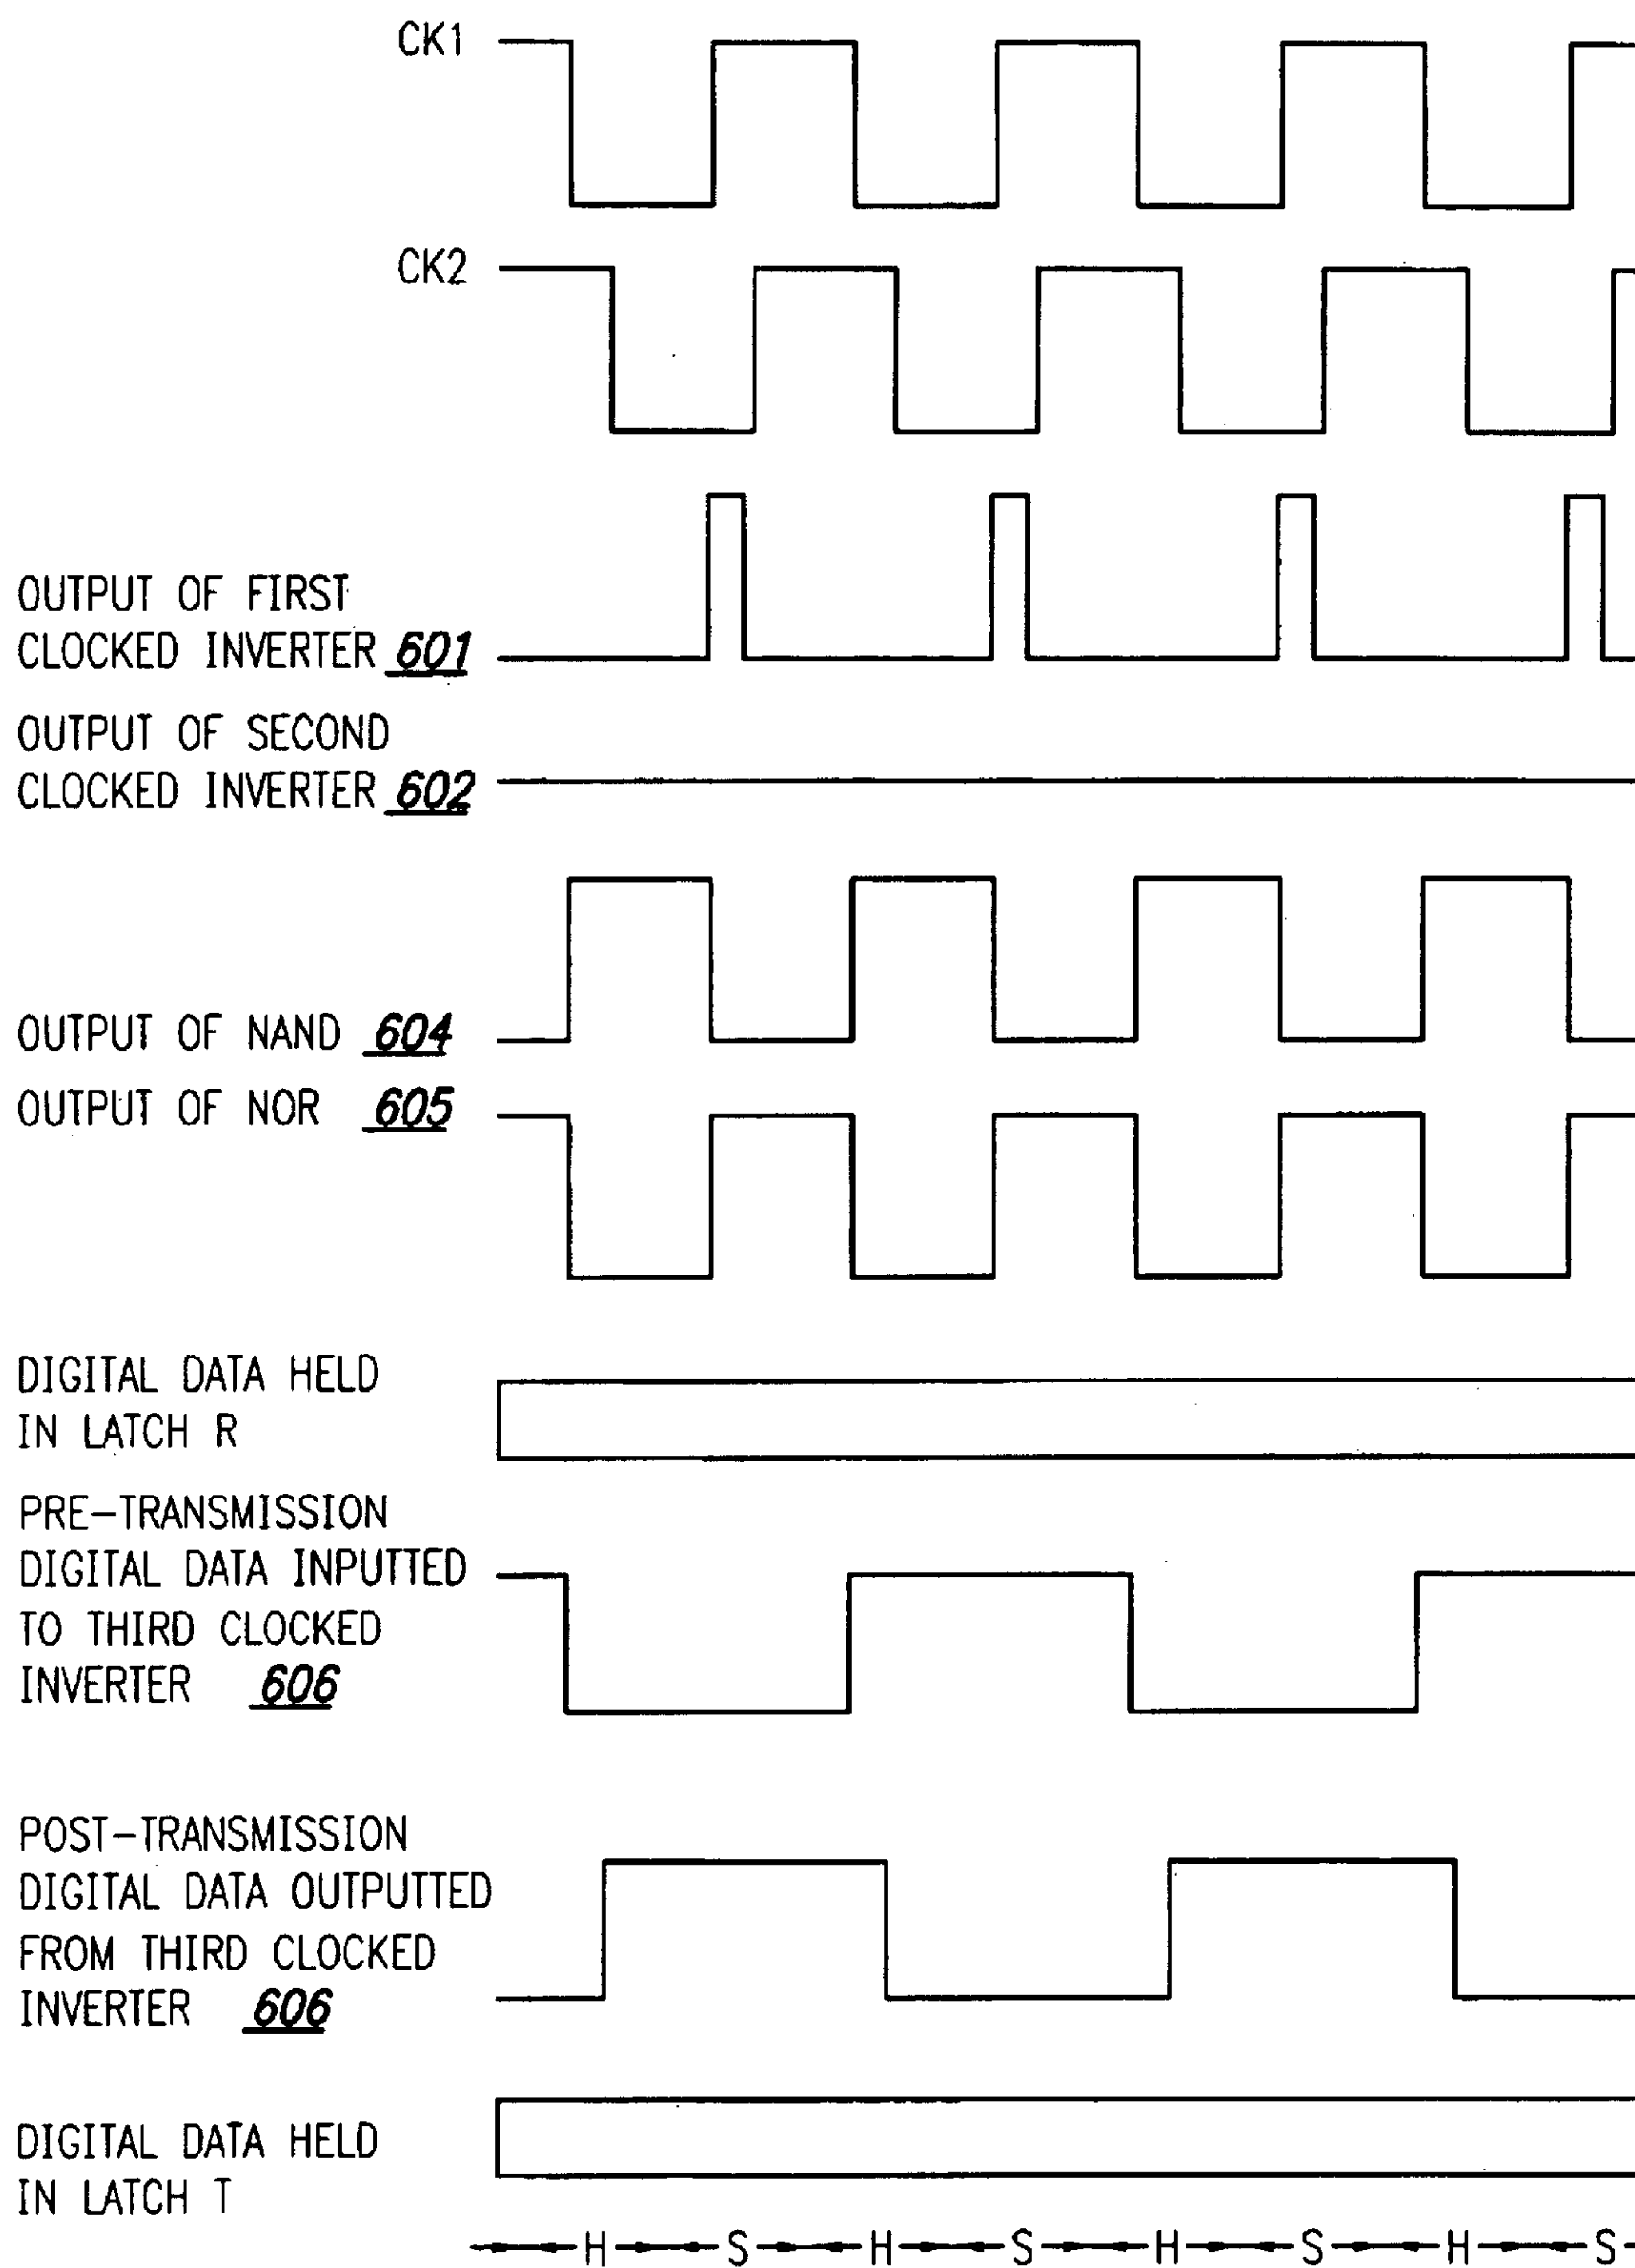 CK1
CK2
OUTPUT OF FIRST
CLOCKED INVERTER 601
OUTPUT OF SECOND
CLOCKED INVERTER 602
OUTPUT OF NAND 604
OUTPUT OF NOR 605
DIGITAL DATA HELD
IN LATCH R
PRE-TRANSMISSION
DIGITAL DATA INPUTTED
TO THIRD CLOCKED
INVERTER 606
POST-TRANSMISSION
DIGITAL DATA OUTPUTTED
FROM THIRD CLOCKED
INVERTER 606
DIGITAL DATA HELD
IN LATCH T
H S H S H S H S